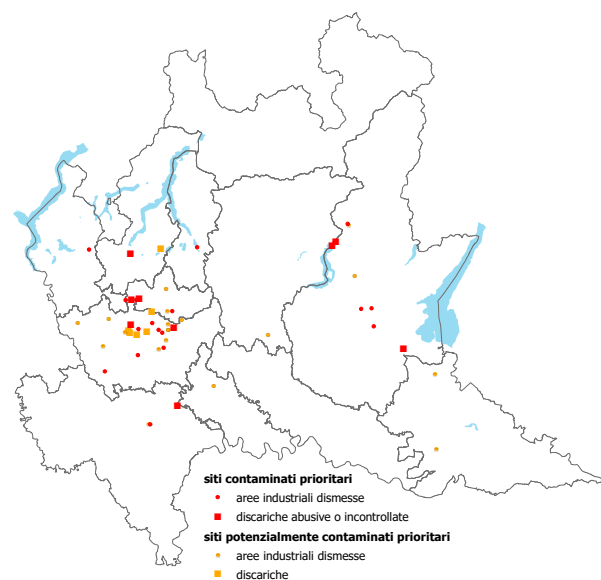 siti contaminati prioritari
aree industriali dismesse
discariche abusive o incontrollate
siti potenzialmente contaminati prioritari
aree industriali dismesse
discariche